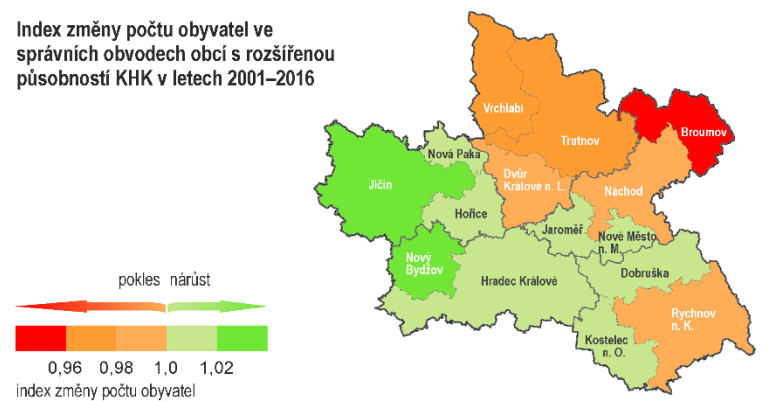 Index změny počtu obyvatel ve
správních obvodech obcí s rozšířenou
působností KHK v letech 2001–2016
Vrchlabí
Trutnov
Broumov
Nová Paka
Jičín
Dvůr
Králové n. L.
Náchod
Hořice
Jaroměř
Nové Město
n. M.
Nový
Bydžov
Hradec Králové
Dobruška
Rychnov
n. K.
Kostelec
n. O.
pokles nárůst
0,96 0,98 1,0 1,02
index změny počtu obyvatel